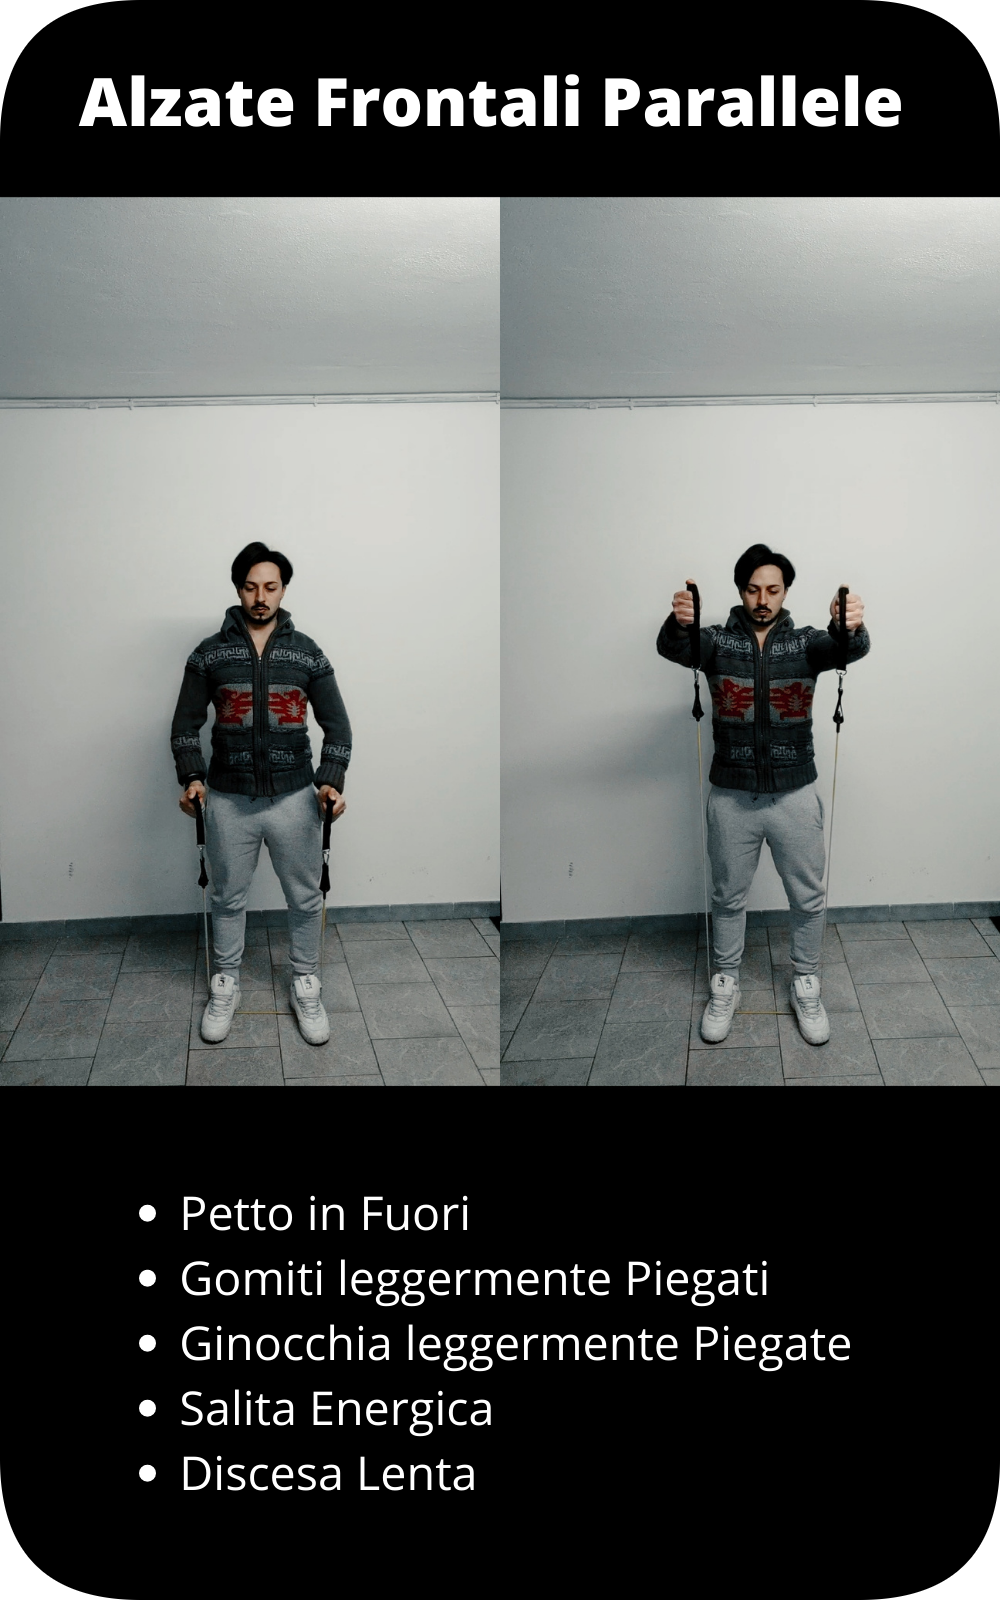 Alzate Frontali Parallele
• Petto in Fuori
• Gomiti leggermente Piegati
• Ginocchia leggermente Piegate
• Salita Energica
• Discesa Lenta